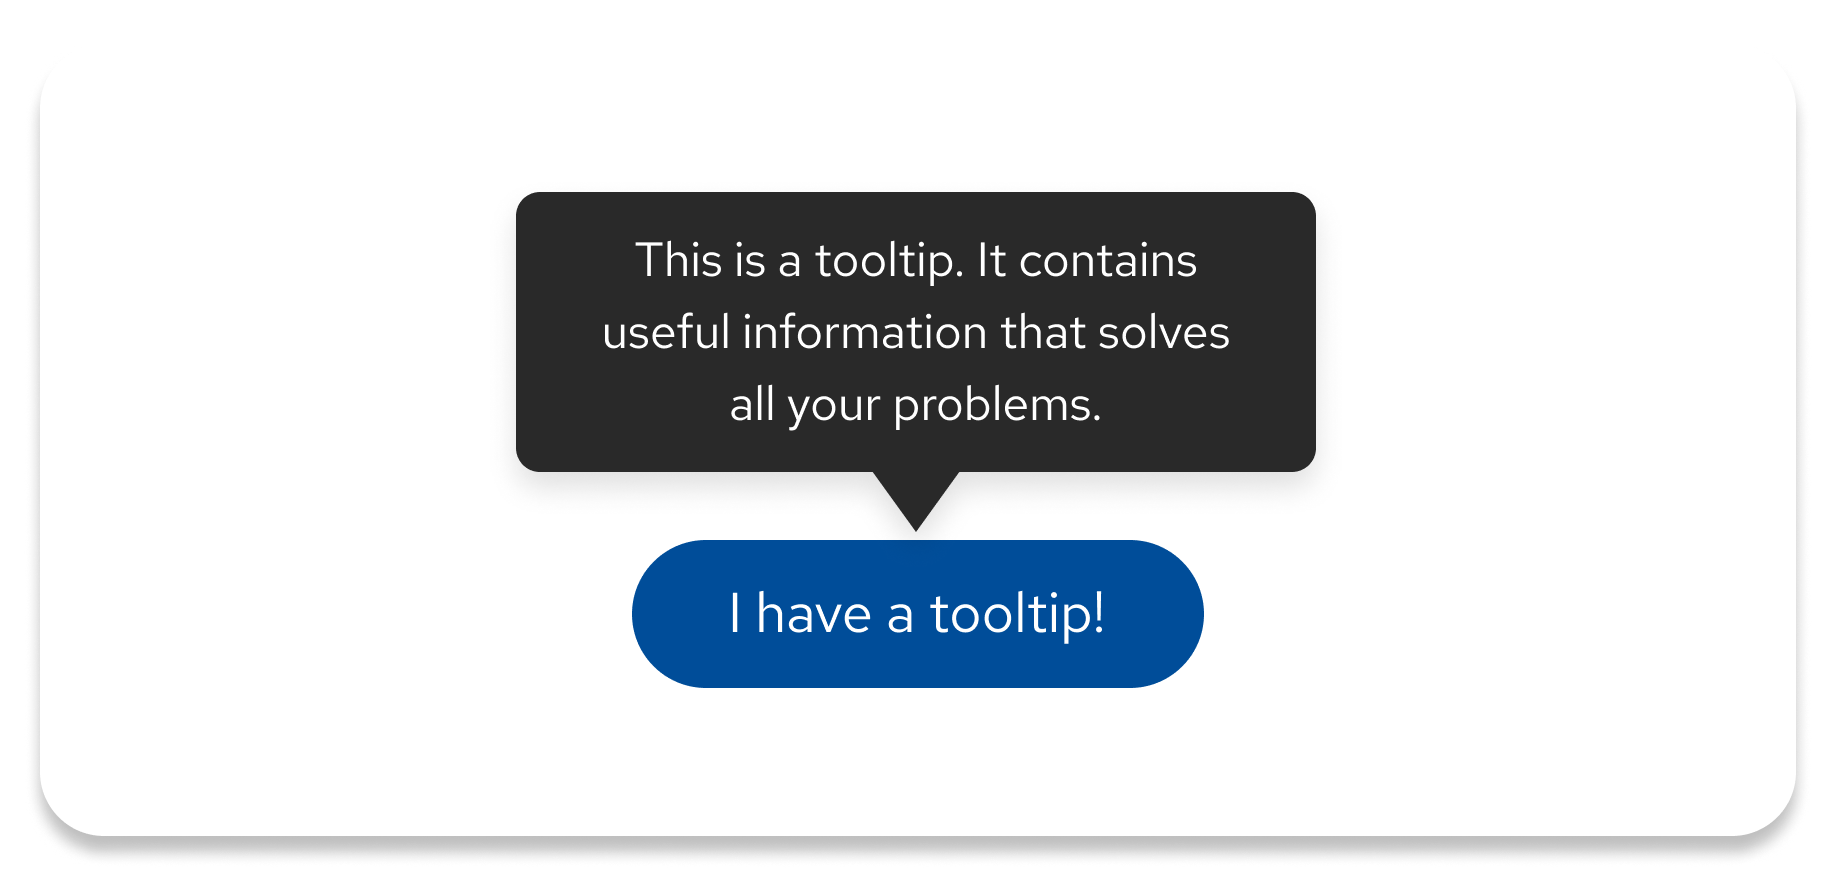 This is a tooltip. It contains
useful information that solves
all your problems.
I have a tooltip!